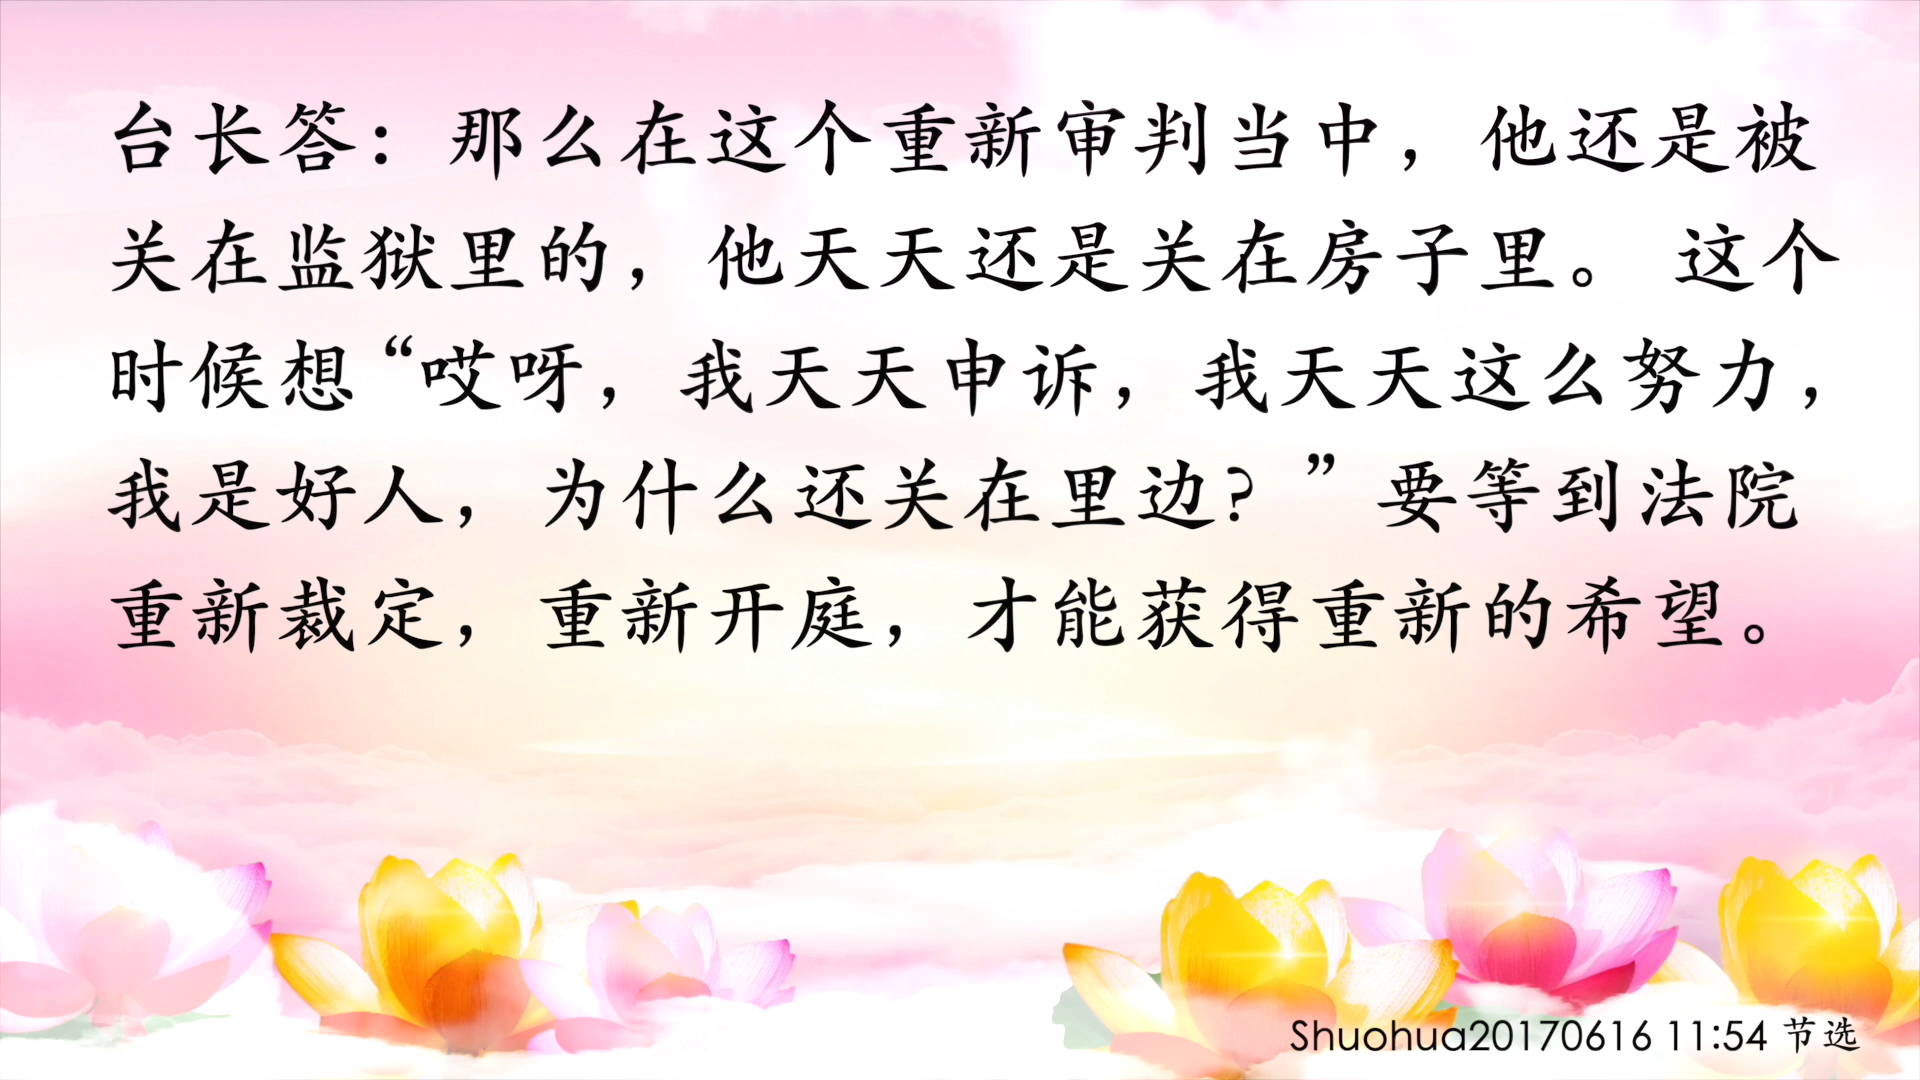 台长答：那么在这个重新审判当中，他还是被
关在监狱里的，他天天还是关在房子里。 这个
时候想“哎呀，我天天申诉，我天天这么努力，
我是好人，为什么还关在里边？”要等到法院
重新裁定，重新开庭，才能获得重新的希望。
Shuohua20170616 11:54 节选